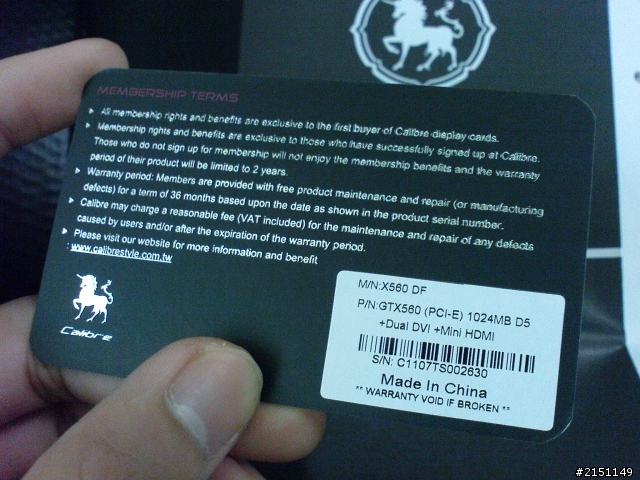 MEMBERSHIP TERMS
▸ All membership rights and benefits are exclusive to the first buyer of Calibre display cards.
▸ Membership rights and benefits are exclusive to those who have successfully signed up at Calibre.
Those who do not sign up for membership will not enjoy the membership benefits and the warranty
period of their product will be limited to 2 years.
▸ Warranty period: Members are provided with free product maintenance and repair (or manufacturing
defects) for a term of 36 months based upon the date as shown in the product serial number.
▸ Calibre may charge a reasonable fee (VAT included) for the maintenance and repair of any defects
caused by users and/or after the expiration of the warranty period.
▸ Please visit our website for more information and benefit
: www.calibrestyle.com.tw
Calibre
M/N:X560 DF
P/N:GTX560 (PCI-E) 1024MB D5
+Dual DVI +Mini HDMI
S/N: C1107TS002630
Made In China
** WARRANTY VOID IF BROKEN **
#2151149